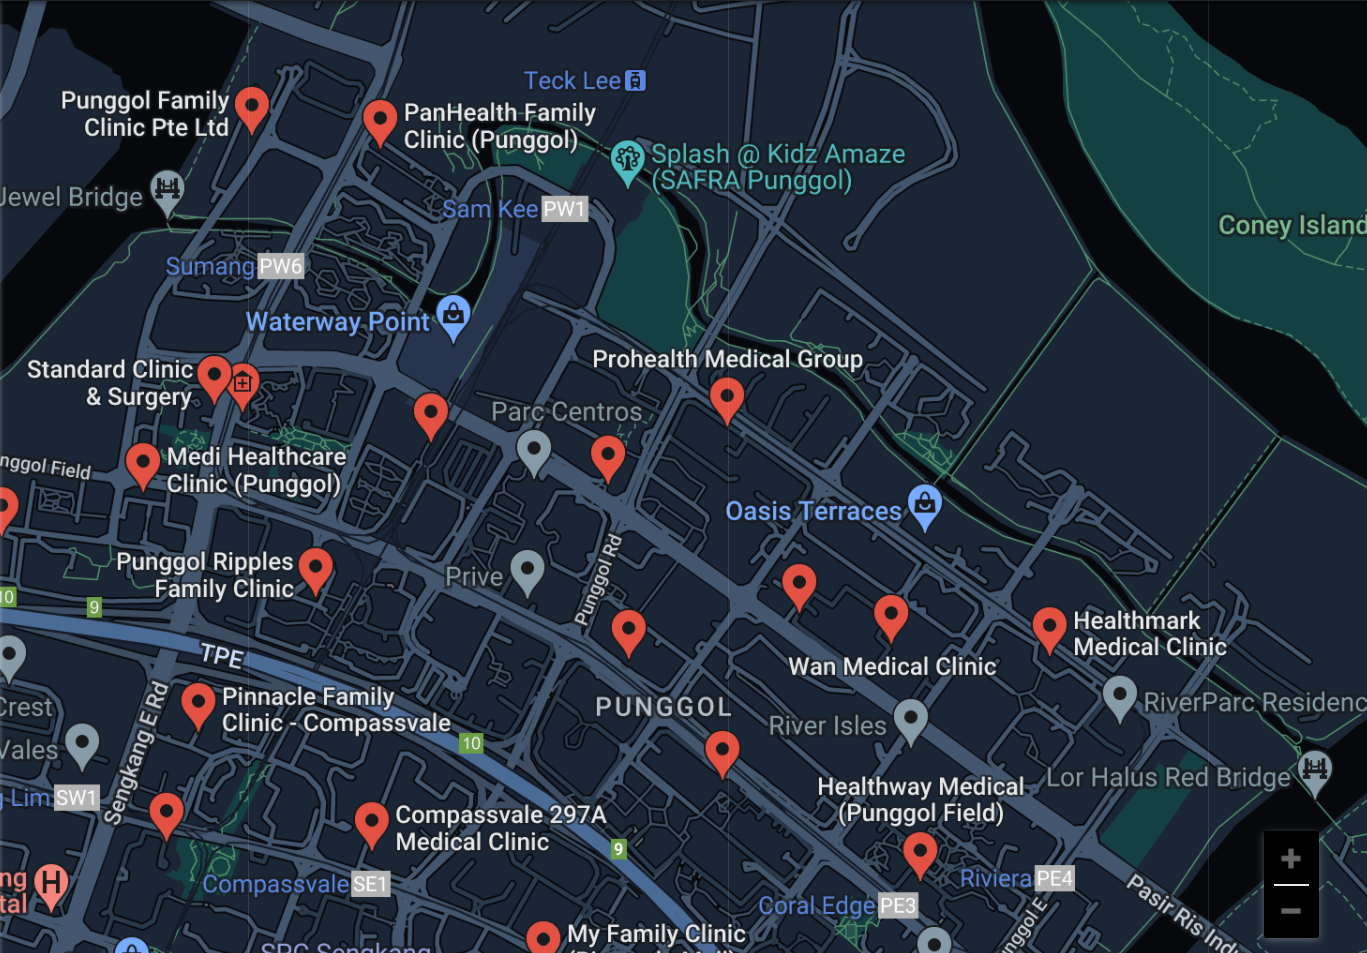 Teck Lee
Punggol Family
Clinic Pte Ltd
PanHealth Family
Clinic (Punggol)
Splash @ Kidz Amaze
(SAFRA Punggol)
Jewel Bridge
Sam Kee PW1
Coney Island
Sumang PW6
Waterway Point
Standard Clinic
& Surgery
Prohealth Medical Group
Parc Centros
nggol Field
Medi Healthcare
Clinic (Punggol)
Oasis Terraces
Punggol Ripples
Family Clinic
Prive
Punggol Rd
10
9
TPE
Healthmark
Medical Clinic
Wan Medical Clinic
Crest
Pinnacle Family
Clinic - Compassvale
PUNGGOL
RiverParc Residenc
River Isles
Vales
10
Sengkang E Rd
Lor Halus Red Bridge
g Lim SW1
Healthway Medical
(Punggol Field)
Compassvale 297A
Medical Clinic
9
H
ng
tal
Compassvale SE1
Riviera PE4
Coral Edge PE3
Pasir Ris Indu
nggol E
My Family Clinic
SPC Sengkang
+
−